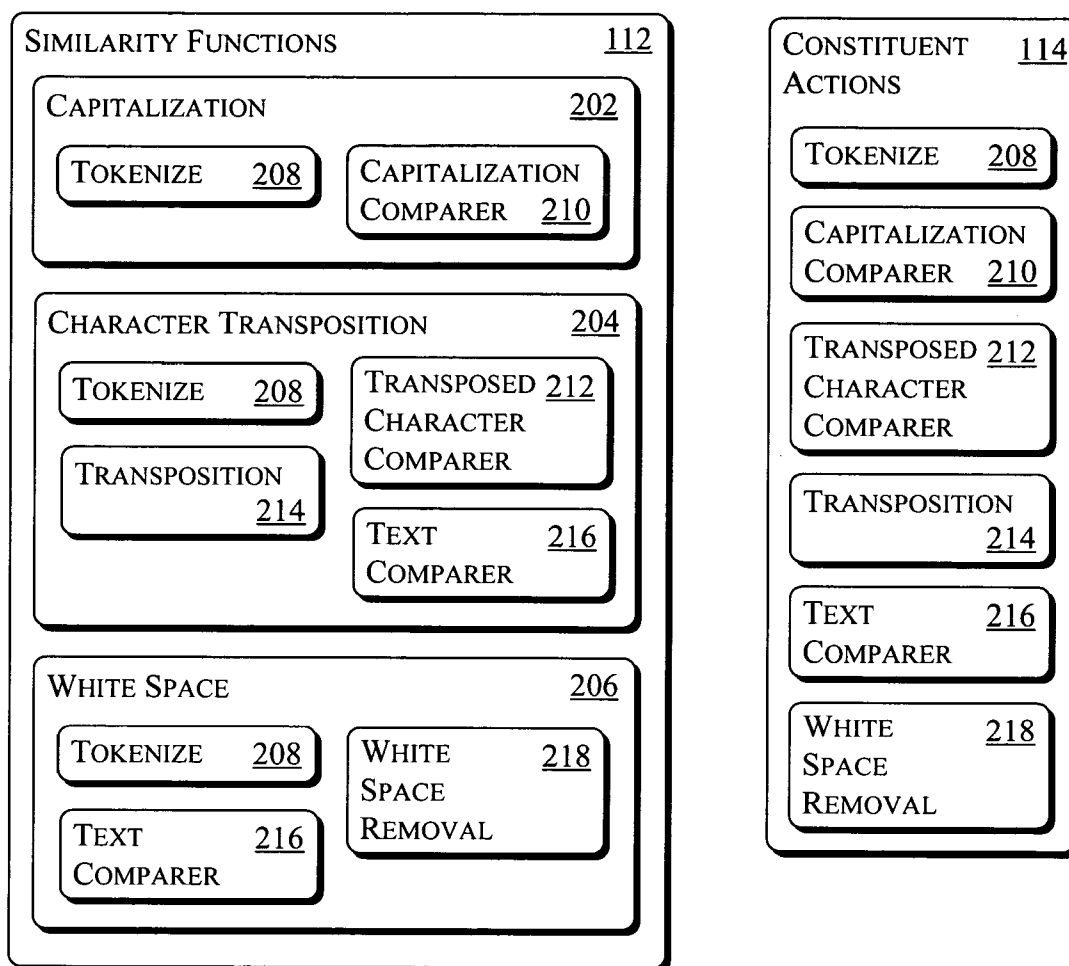 SIMILARITY FUNCTIONS 112
CAPITALIZATION 202
TOKENIZE 208
CAPITALIZATION
COMPARER 210
CHARACTER TRANSPOSITION 204
TOKENIZE 208
TRANSPOSITION
214
TRANSPOSED 212
CHARACTER
COMPARER
TEXT 216
COMPARER
WHITE SPACE 206
TOKENIZE 208
TEXT 216
COMPARER
WHITE 218
SPACE
REMOVAL
CONSTITUENT 114
ACTIONS
TOKENIZE 208
CAPITALIZATION
COMPARER 210
TRANSPOSED 212
CHARACTER
COMPARER
TRANSPOSITION
214
TEXT 216
COMPARER
WHITE 218
SPACE
REMOVAL